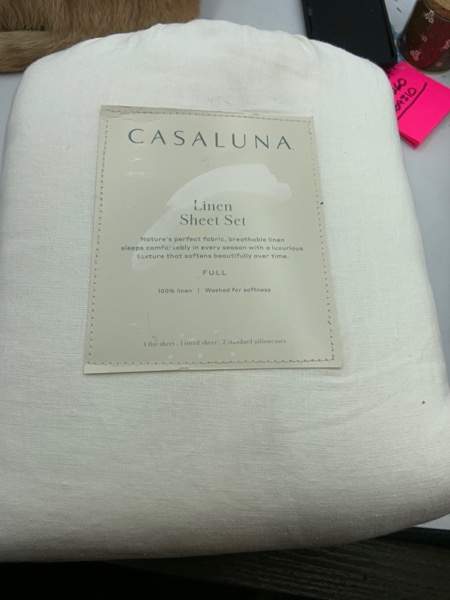 CASALUNA
Linen
Sheet Set
Nature's perfect fabric, breathable linen
sleeps comfortably in every season with a luxurious
texture that softens beautifully over time.
FULL
100% linen | Washed for softness
1 flat sheet . 1 fitted sheet . 2 standard pillowcases